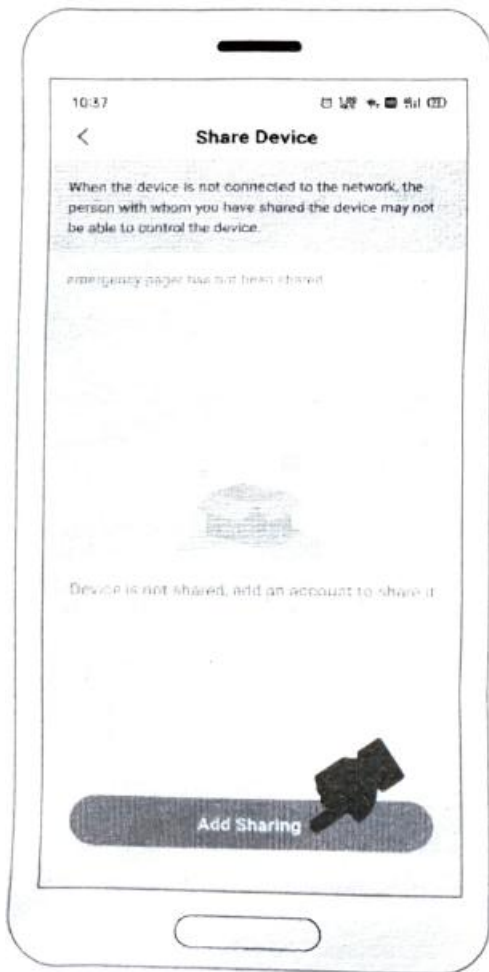 10:37
Share Device
When the device is not connected to the network, the
person with whom you have shared the device may not
be able to control the device.
emergency pager has not been shared
Device is not shared, add an account to share it
Add Sharing